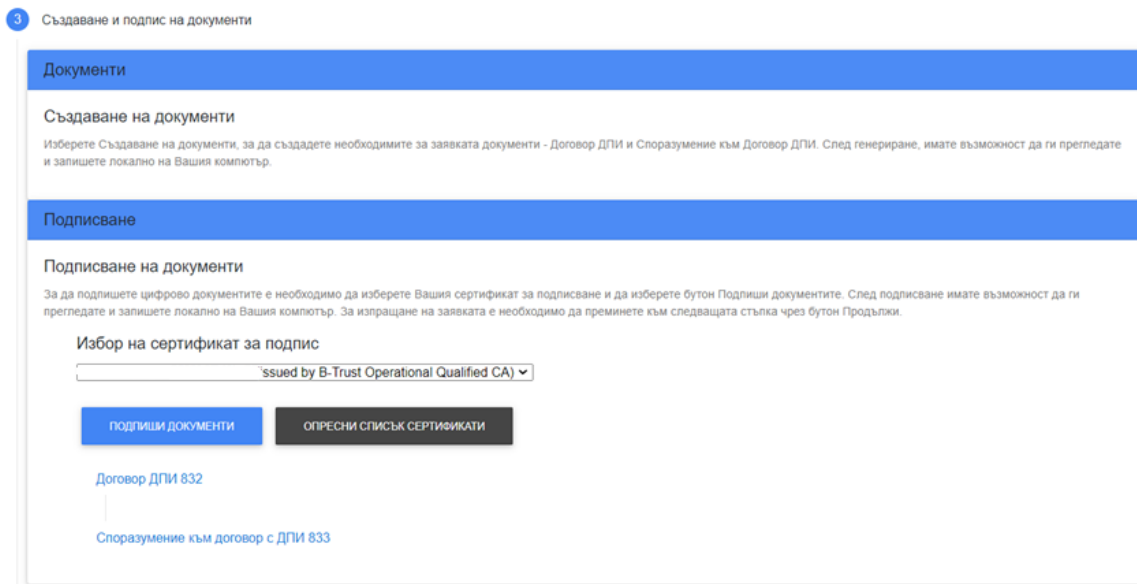 3 Създаване и подпис на документи
Документи
Създаване на документи
Изберете Създаване на документи, за да създадете необходимите за заявката документи - Договор ДПИ и Споразумение към Договор ДПИ. След генериране, имате възможност да ги прегледате
и запишете локално на Вашия компютър.
Подписване
Подписване на документи
За да подпишете цифрово документите е необходимо да изберете Вашия сертификат за подписване и да изберете бутон Подпиши документите. След подписване имате възможност да ги
прегледате и запишете локално на Вашия компютър. За изпращане на заявката е необходимо да преминете към следващата стъпка чрез бутон Продължи.
Избор на сертификат за подпис
ssued by B-Trust Operational Qualified CA)
ПОДПИШИ ДОКУМЕНТИ ОПРЕСНИ СПИСЪК СЕРТИФИКАТИ
Договор ДПИ 832
Споразумение към договор с ДПИ 833